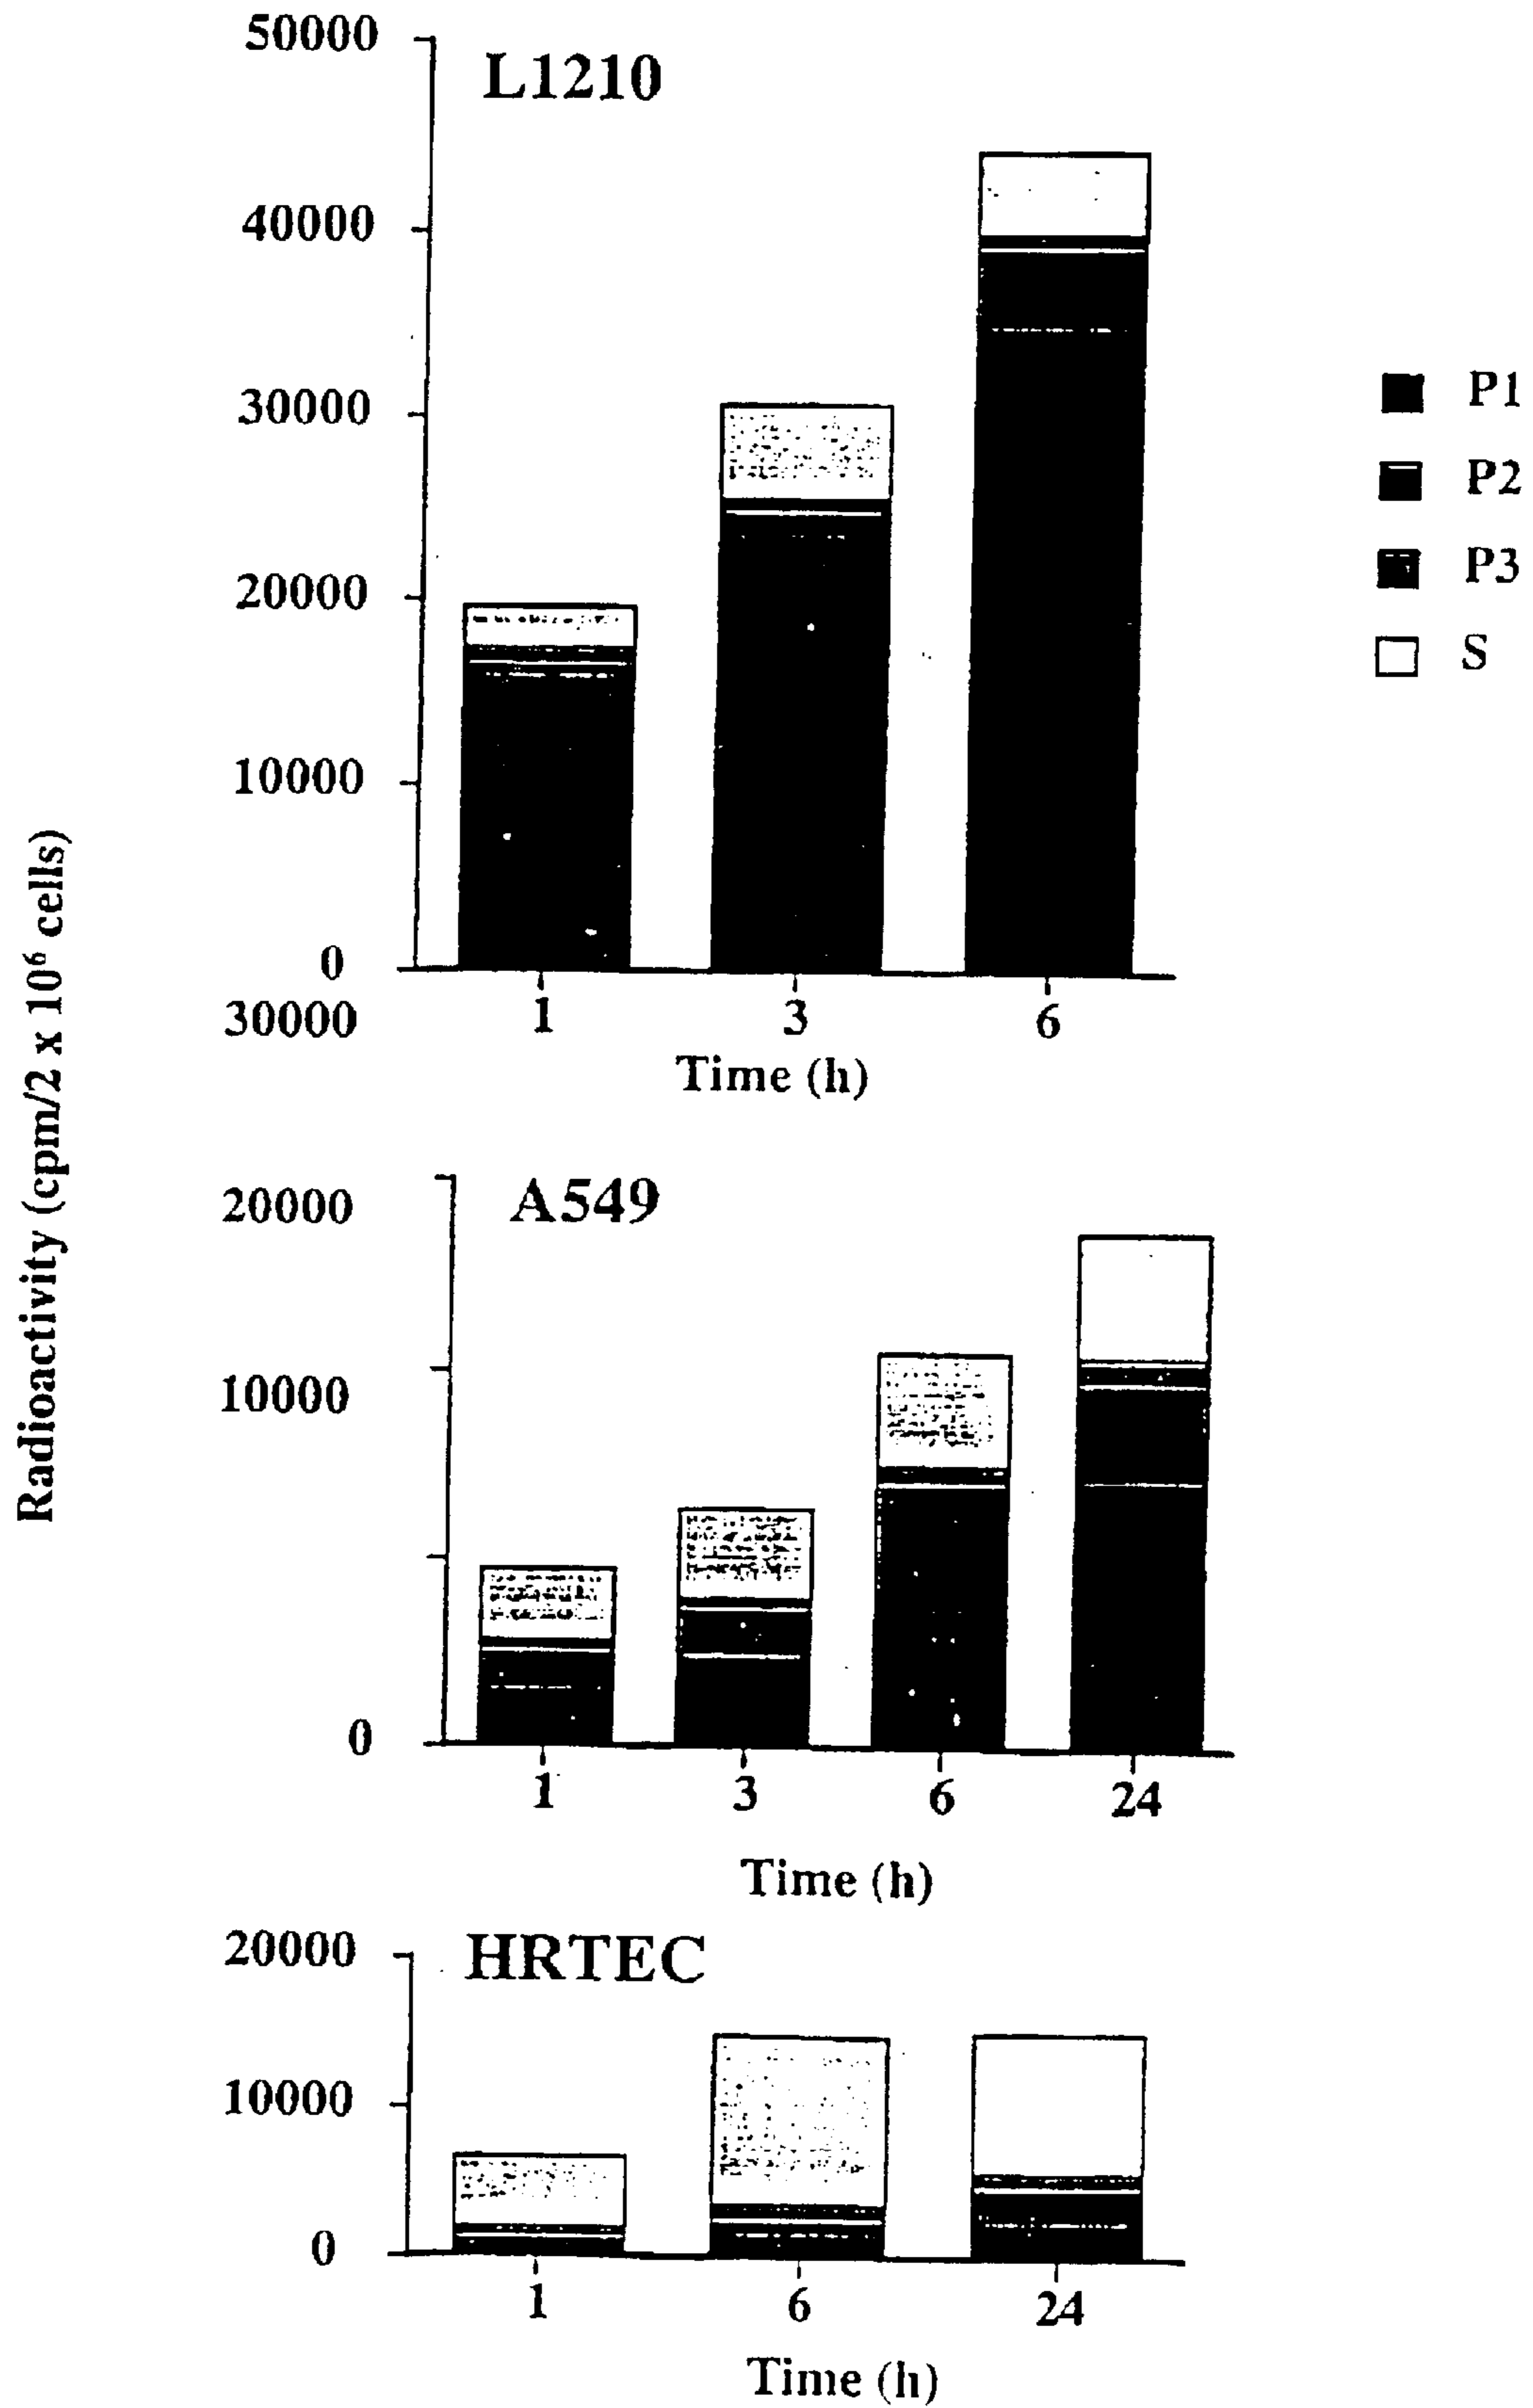 50000
L1210
40000
30000
20000
10000
0
P1
P2
P3
S
1 3 6
Time (h)
Radioactivity (cpm/2 x 10⁶ cells)
30000
A549
20000
10000
0
1 3 6 24
Time (h)
20000
HRTEC
10000
0
1 6 24
Time (h)